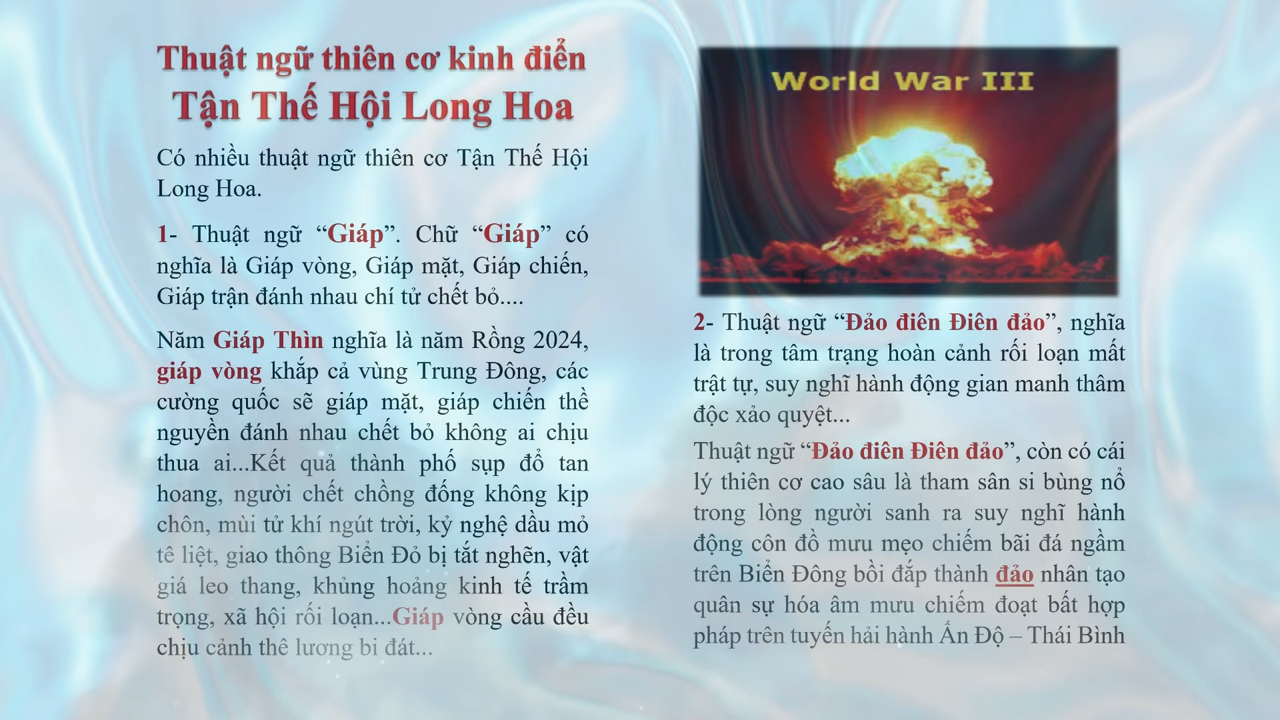 Thuật ngữ thiên cơ kinh điển
Tận Thế Hội Long Hoa
Có nhiều thuật ngữ thiên cơ Tận Thế Hội
Long Hoa.
1- Thuật ngữ “Giáp”. Chữ “Giáp” có
nghĩa là Giáp vòng, Giáp mặt, Giáp chiến,
Giáp trận đánh nhau chí tử chết bỏ....
Năm Giáp Thìn nghĩa là năm Rồng 2024,
giáp vòng khắp cả vùng Trung Đông, các
cường quốc sẽ giáp mặt, giáp chiến thề
nguyền đánh nhau chết bỏ không ai chịu
thua ai...Kết quả thành phố sụp đổ tan
hoang, người chết chồng đống không kịp
chôn, mùi tử khí ngút trời, kỷ nghệ dầu mỏ
tê liệt, giao thông Biển Đỏ bị tắt nghẽn, vật
giá leo thang, khủng hoảng kinh tế trầm
trọng, xã hội rối loạn...Giáp vòng cầu đều
chịu cảnh thê lương bi đát...
World War III
2- Thuật ngữ “Đảo điên Điên đảo”, nghĩa
là trong tâm trạng hoàn cảnh rối loạn mất
trật tự, suy nghĩ hành động gian manh thâm
độc xảo quyệt...
Thuật ngữ “Đảo điên Điên đảo”, còn có cái
lý thiên cơ cao sâu là tham sân si bùng nổ
trong lòng người sanh ra suy nghĩ hành
động côn đồ mưu mẹo chiếm bãi đá ngầm
trên Biển Đông bồi đắp thành đảo nhân tạo
quân sự hóa âm mưu chiếm đoạt bất hợp
pháp trên tuyến hải hành Ấn Độ – Thái Bình